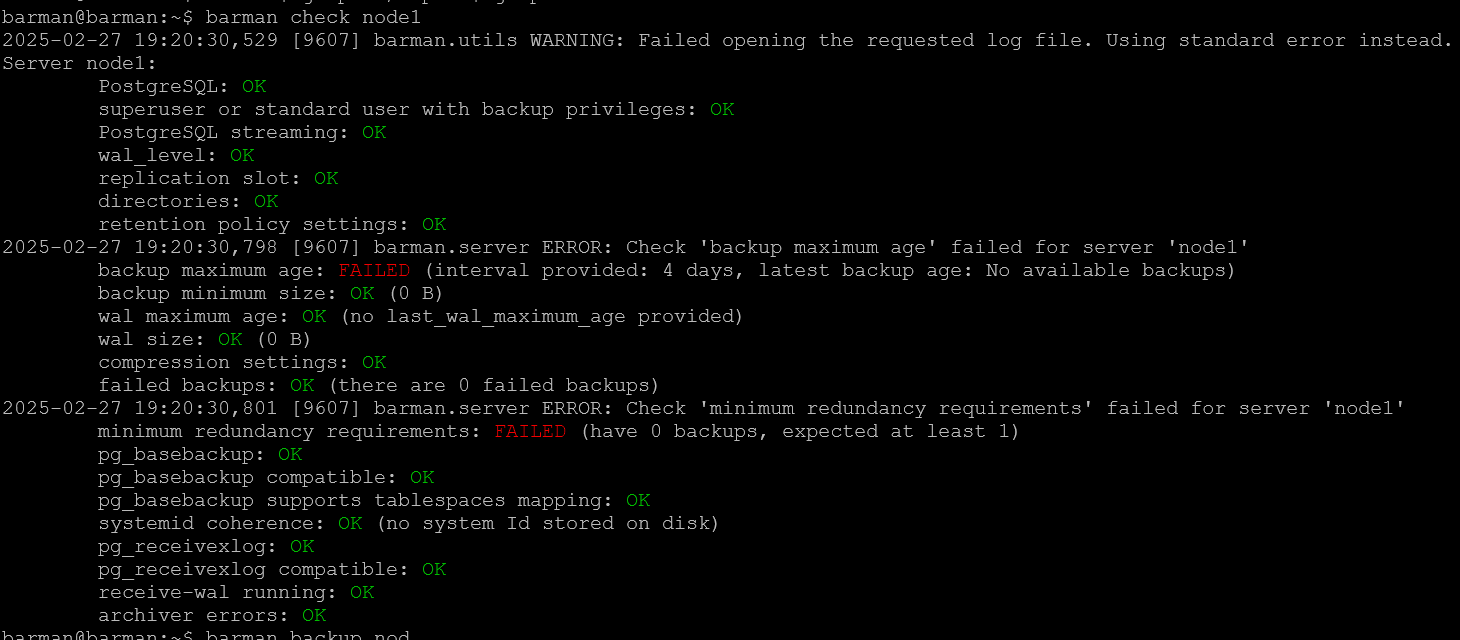 barman@barman:~$ barman check node1
2025-02-27 19:20:30,529 [9607] barman.utils WARNING: Failed opening the requested log file. Using standard error instead.
Server node1:
PostgreSQL: OK
superuser or standard user with backup privileges: OK
PostgreSQL streaming: OK
wal_level: OK
replication slot: OK
directories: OK
retention policy settings: OK
2025-02-27 19:20:30,798 [9607] barman.server ERROR: Check 'backup maximum age' failed for server 'node1'
backup maximum age: FAILED (interval provided: 4 days, latest backup age: No available backups)
backup minimum size: OK (0 B)
wal maximum age: OK (no last_wal_maximum_age provided)
wal size: OK (0 B)
compression settings: OK
failed backups: OK (there are 0 failed backups)
2025-02-27 19:20:30,801 [9607] barman.server ERROR: Check 'minimum redundancy requirements' failed for server 'node1'
minimum redundancy requirements: FAILED (have 0 backups, expected at least 1)
pg_basebackup: OK
pg_basebackup compatible: OK
pg_basebackup supports tablespaces mapping: OK
systemid coherence: OK (no system Id stored on disk)
pg_receivexlog: OK
pg_receivexlog compatible: OK
receive-wal running: OK
archiver errors: OK
barman@barman:~$ barman backup nod